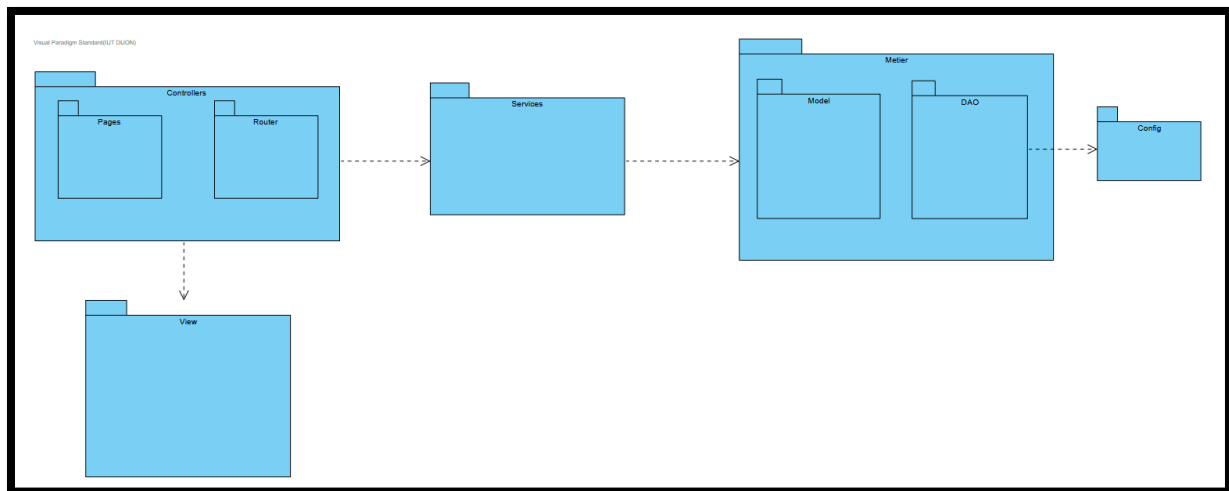 Visual Paradigm Standard(IUT DIJON)
Controllers
Pages
Router
Services
Metier
Model
DAO
Config
View